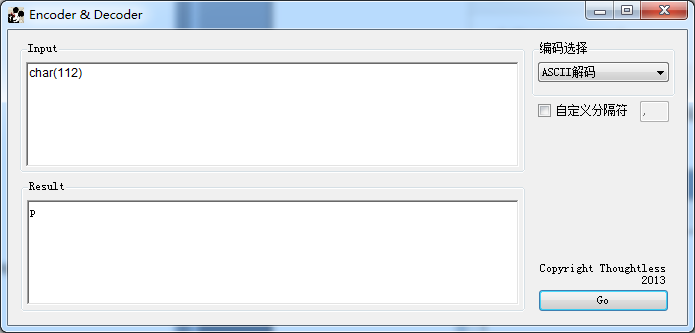 Encoder & Decoder
Input
char(112)
Result
p
编码选择
ASCII解码
自定义分隔符 ,
Copyright Thoughtless
2013
Go